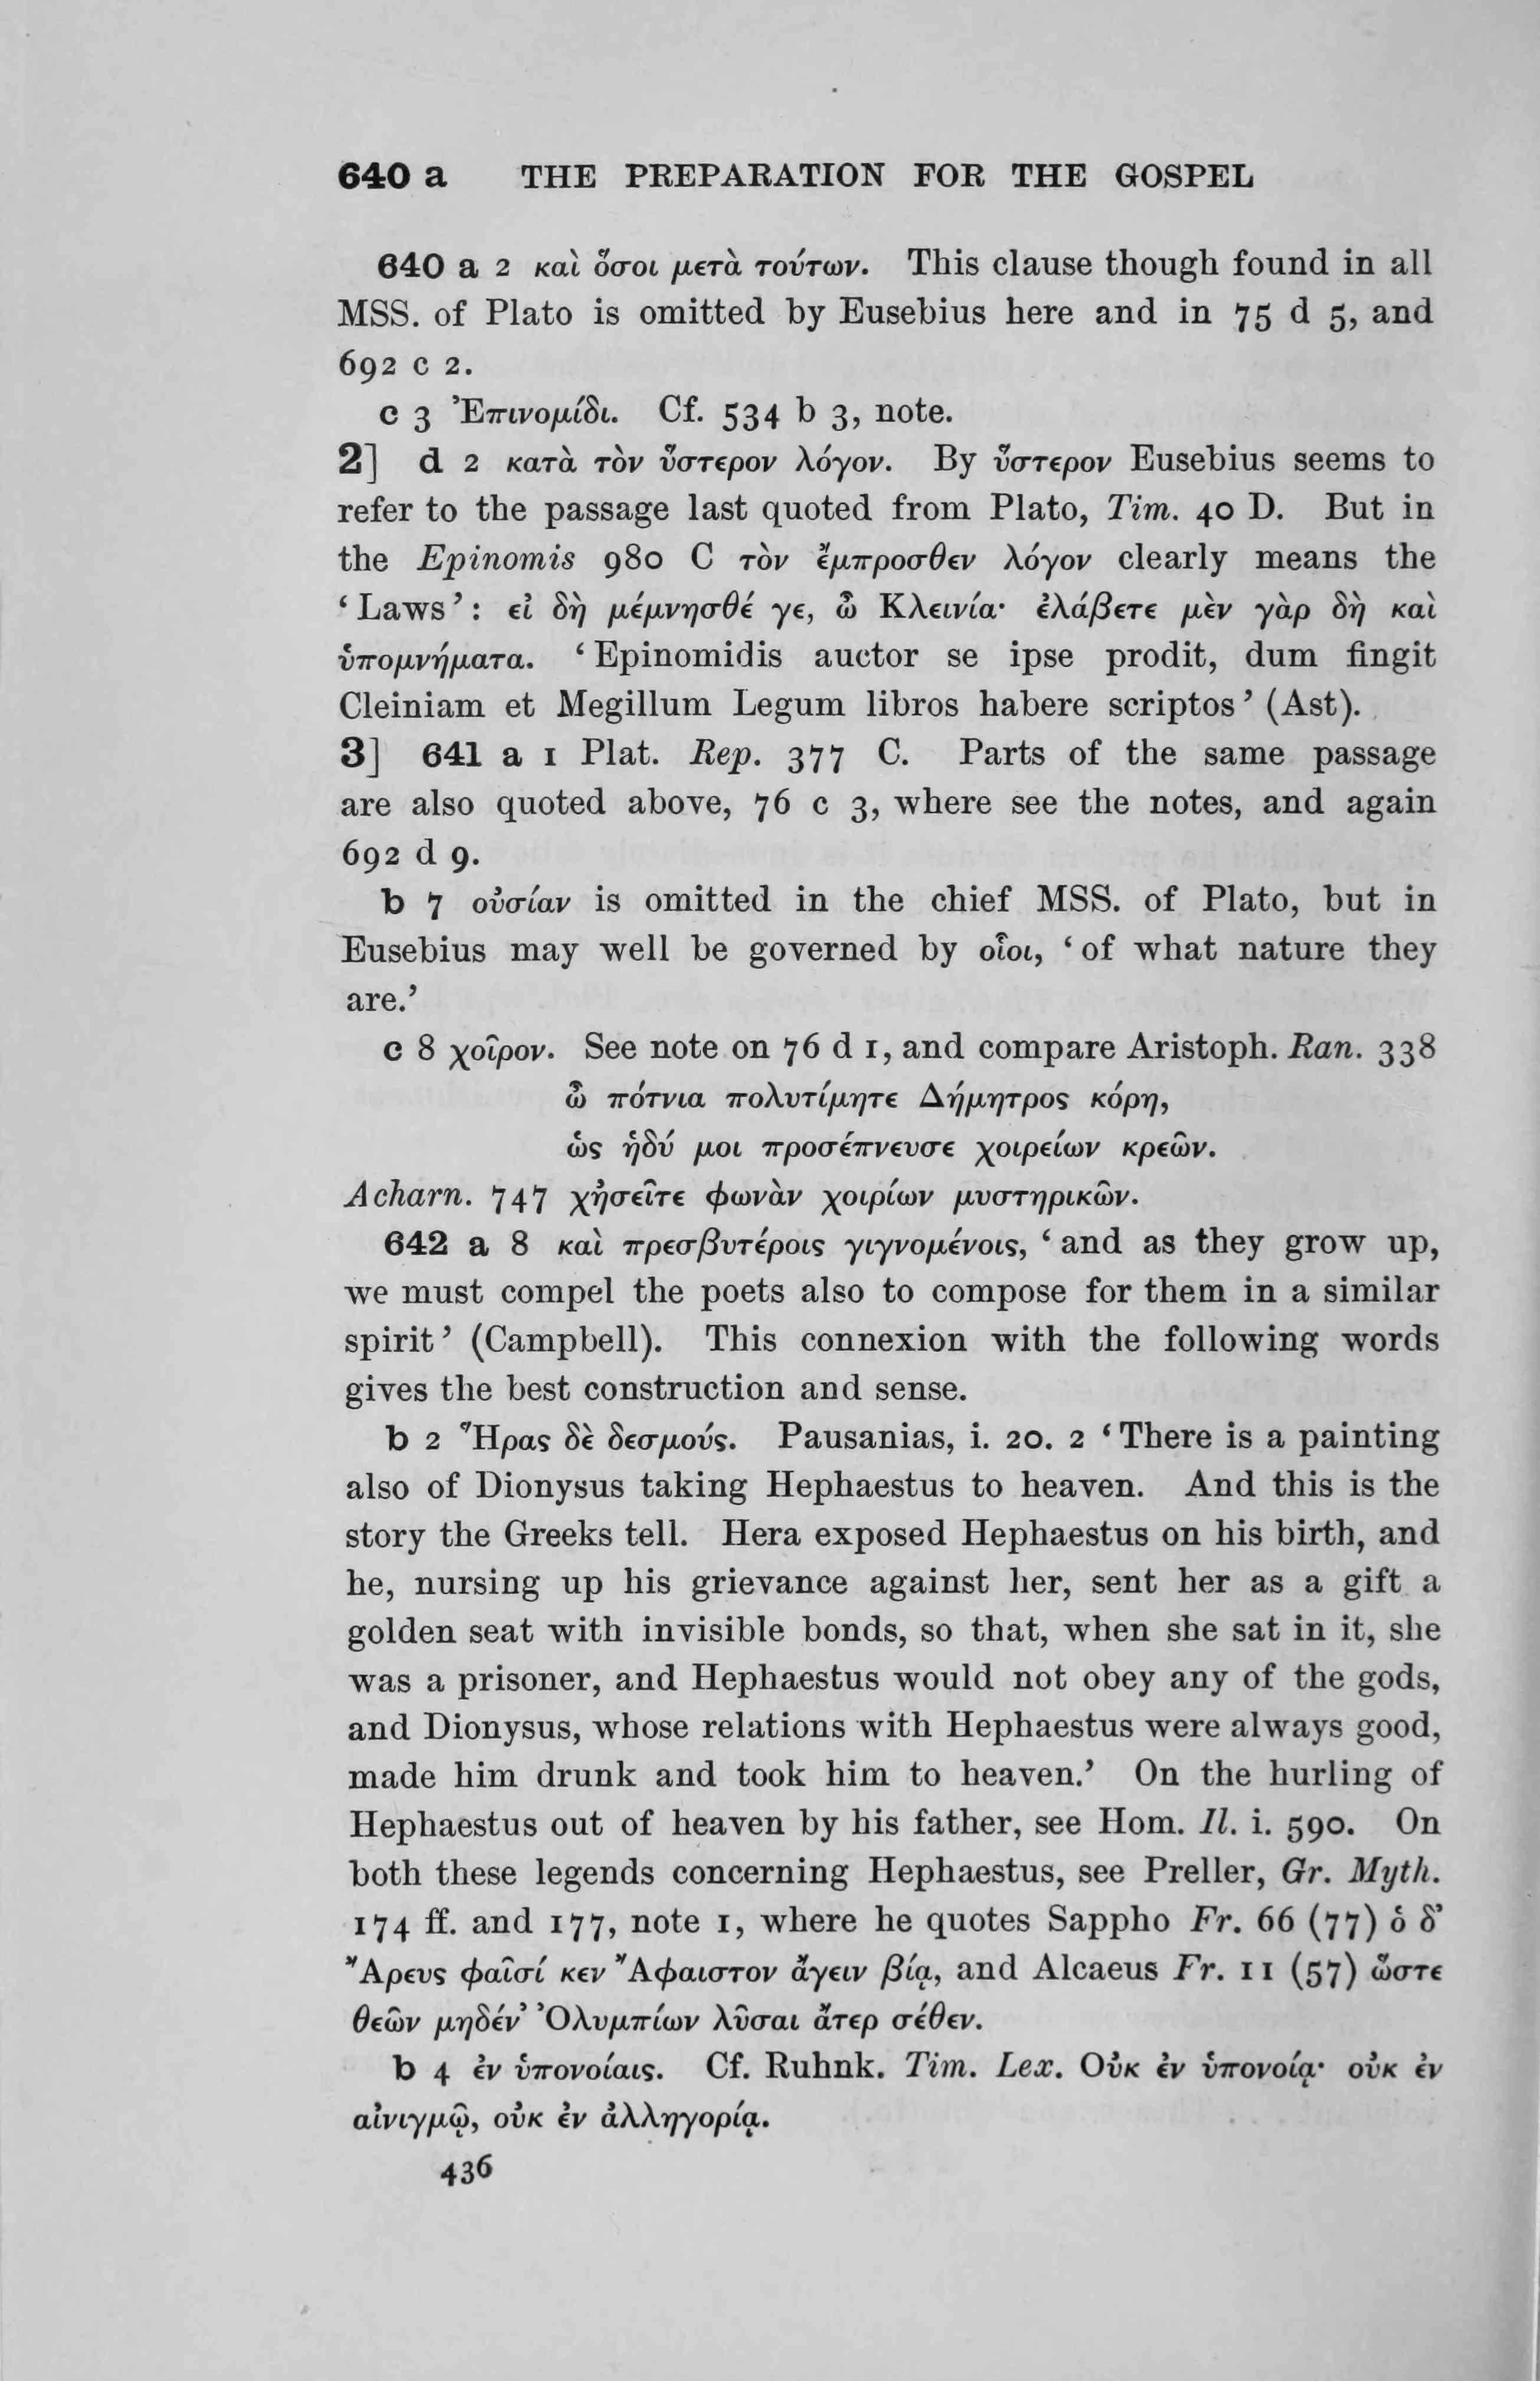 640 a THE PREPARATION FOR THE GOSPEL
640 a 2 καὶ ὅσοι μετὰ τούτων. This clause though found in all
MSS. of Plato is omitted by Eusebius here and in 75 d 5, and
692 c 2.
c 3 Ἐπινομίδι. Cf. 534 b 3, note.
2] d 2 κατὰ τὸν ὕστερον λόγον. By ὕστερον Eusebius seems to
refer to the passage last quoted from Plato, Tim. 40 D. But in
the Epinomis 980 C τὸν ἔμπροσθεν λόγον clearly means the
‘Laws’: εἰ δὴ μέμνησθέ γε, ὦ Κλεινία· ἐλάβετε μὲν γὰρ δὴ καὶ
ὑπομνήματα. ‘Epinomidis auctor se ipse prodit, dum fingit
Cleiniam et Megillum Legum libros habere scriptos’ (Ast).
3] 641 a 1 Plat. Rep. 377 C. Parts of the same passage
are also quoted above, 76 c 3, where see the notes, and again
692 d 9.
b 7 οὐσίαν is omitted in the chief MSS. of Plato, but in
Eusebius may well be governed by οἷοι, ‘of what nature they
are.’
c 8 χοῖρον. See note on 76 d 1, and compare Aristoph. Ran. 338
ὦ πότνια πολυτίμητε Δήμητρος κόρη,
ὡς ἡδύ μοι προσέπνευσε χοιρείων κρεῶν.
Acharn. 747 χἠσεῖτε φωνὰν χοιρίων μυστηρικῶν.
642 a 8 καὶ πρεσβυτέροις γιγνομένοις, ‘and as they grow up,
we must compel the poets also to compose for them in a similar
spirit’ (Campbell). This connexion with the following words
gives the best construction and sense.
b 2 Ἥρας δὲ δεσμούς. Pausanias, i. 20. 2 ‘There is a painting
also of Dionysus taking Hephaestus to heaven. And this is the
story the Greeks tell. Hera exposed Hephaestus on his birth, and
he, nursing up his grievance against her, sent her as a gift a
golden seat with invisible bonds, so that, when she sat in it, she
was a prisoner, and Hephaestus would not obey any of the gods,
and Dionysus, whose relations with Hephaestus were always good,
made him drunk and took him to heaven.’ On the hurling of
Hephaestus out of heaven by his father, see Hom. Il. i. 590. On
both these legends concerning Hephaestus, see Preller, Gr. Myth.
174 ff. and 177, note 1, where he quotes Sappho Fr. 66 (77) ὁ δ’
Ἄρευς φαῖσί κεν Ἄφαιστον ἄγειν βίᾳ, and Alcaeus Fr. 11 (57) ὥστε
θεῶν μηδέν’ Ὀλυμπίων λῦσαι ἄτερ σέθεν.
b 4 ἐν ὑπονοίαις. Cf. Ruhnk. Tim. Lex. Οὐκ ἐν ὑπονοίᾳ· οὐκ ἐν
αἰνιγμῷ, οὐκ ἐν ἀλληγορίᾳ.
436